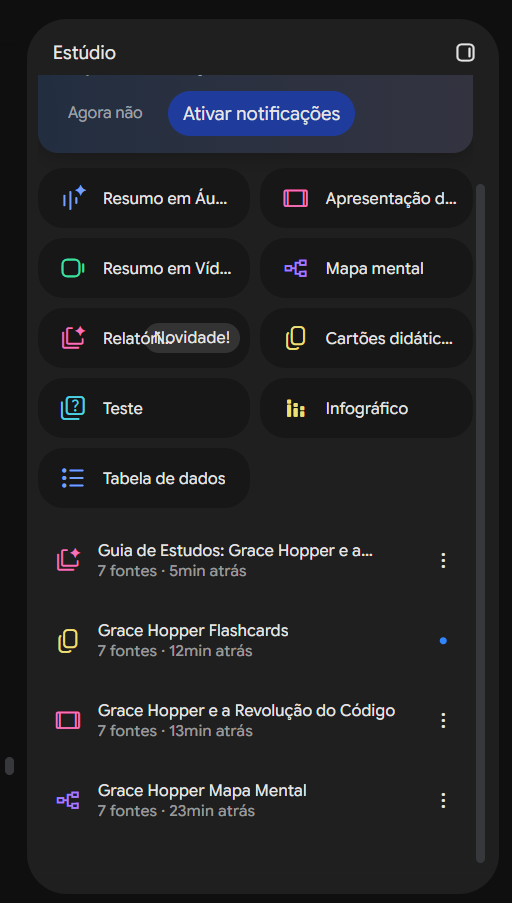 Estúdio
Agora não
Ativar notificações
Resumo em Áu...
Apresentação d...
Resumo em Víd...
Mapa mental
Relatóri...
Novidade!
Cartões didátic...
Teste
Infográfico
Tabela de dados
Guia de Estudos: Grace Hopper e a...
7 fontes · 5min atrás
Grace Hopper Flashcards
7 fontes · 12min atrás
Grace Hopper e a Revolução do Código
7 fontes · 13min atrás
Grace Hopper Mapa Mental
7 fontes · 23min atrás